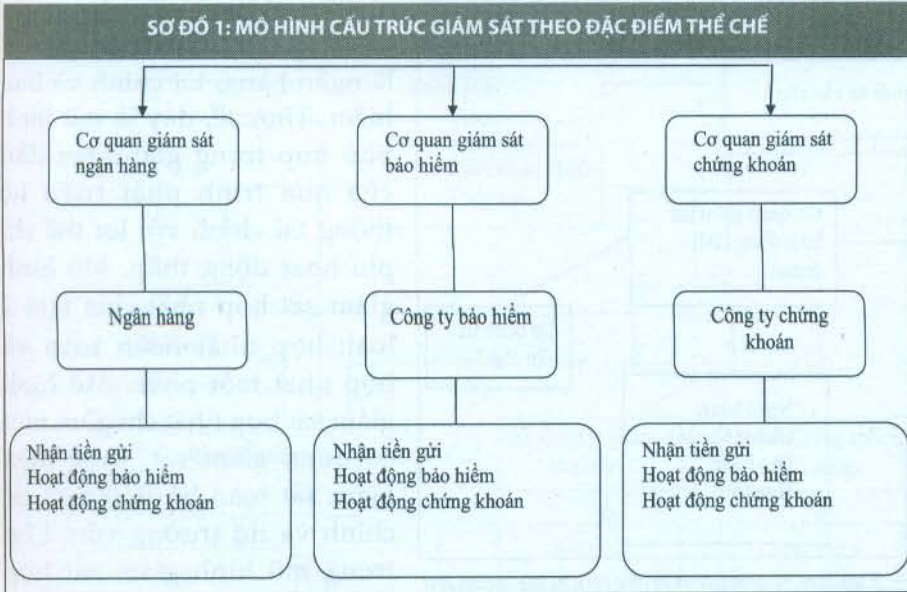 SƠ ĐỒ 1: MÔ HÌNH CẤU TRÚC GIÁM SÁT THEO ĐẶC ĐIỂM THỂ CHẾ
Cơ quan giám sát
ngân hàng
Cơ quan giám sát
bảo hiểm
Cơ quan giám sát
chứng khoán
Ngân hàng
Công ty bảo hiểm
Công ty chứng
khoán
Nhận tiền gửi
Hoạt động bảo hiểm
Hoạt động chứng khoán
Nhận tiền gửi
Hoạt động bảo hiểm
Hoạt động chứng khoán
Nhận tiền gửi
Hoạt động bảo hiểm
Hoạt động chứng khoán